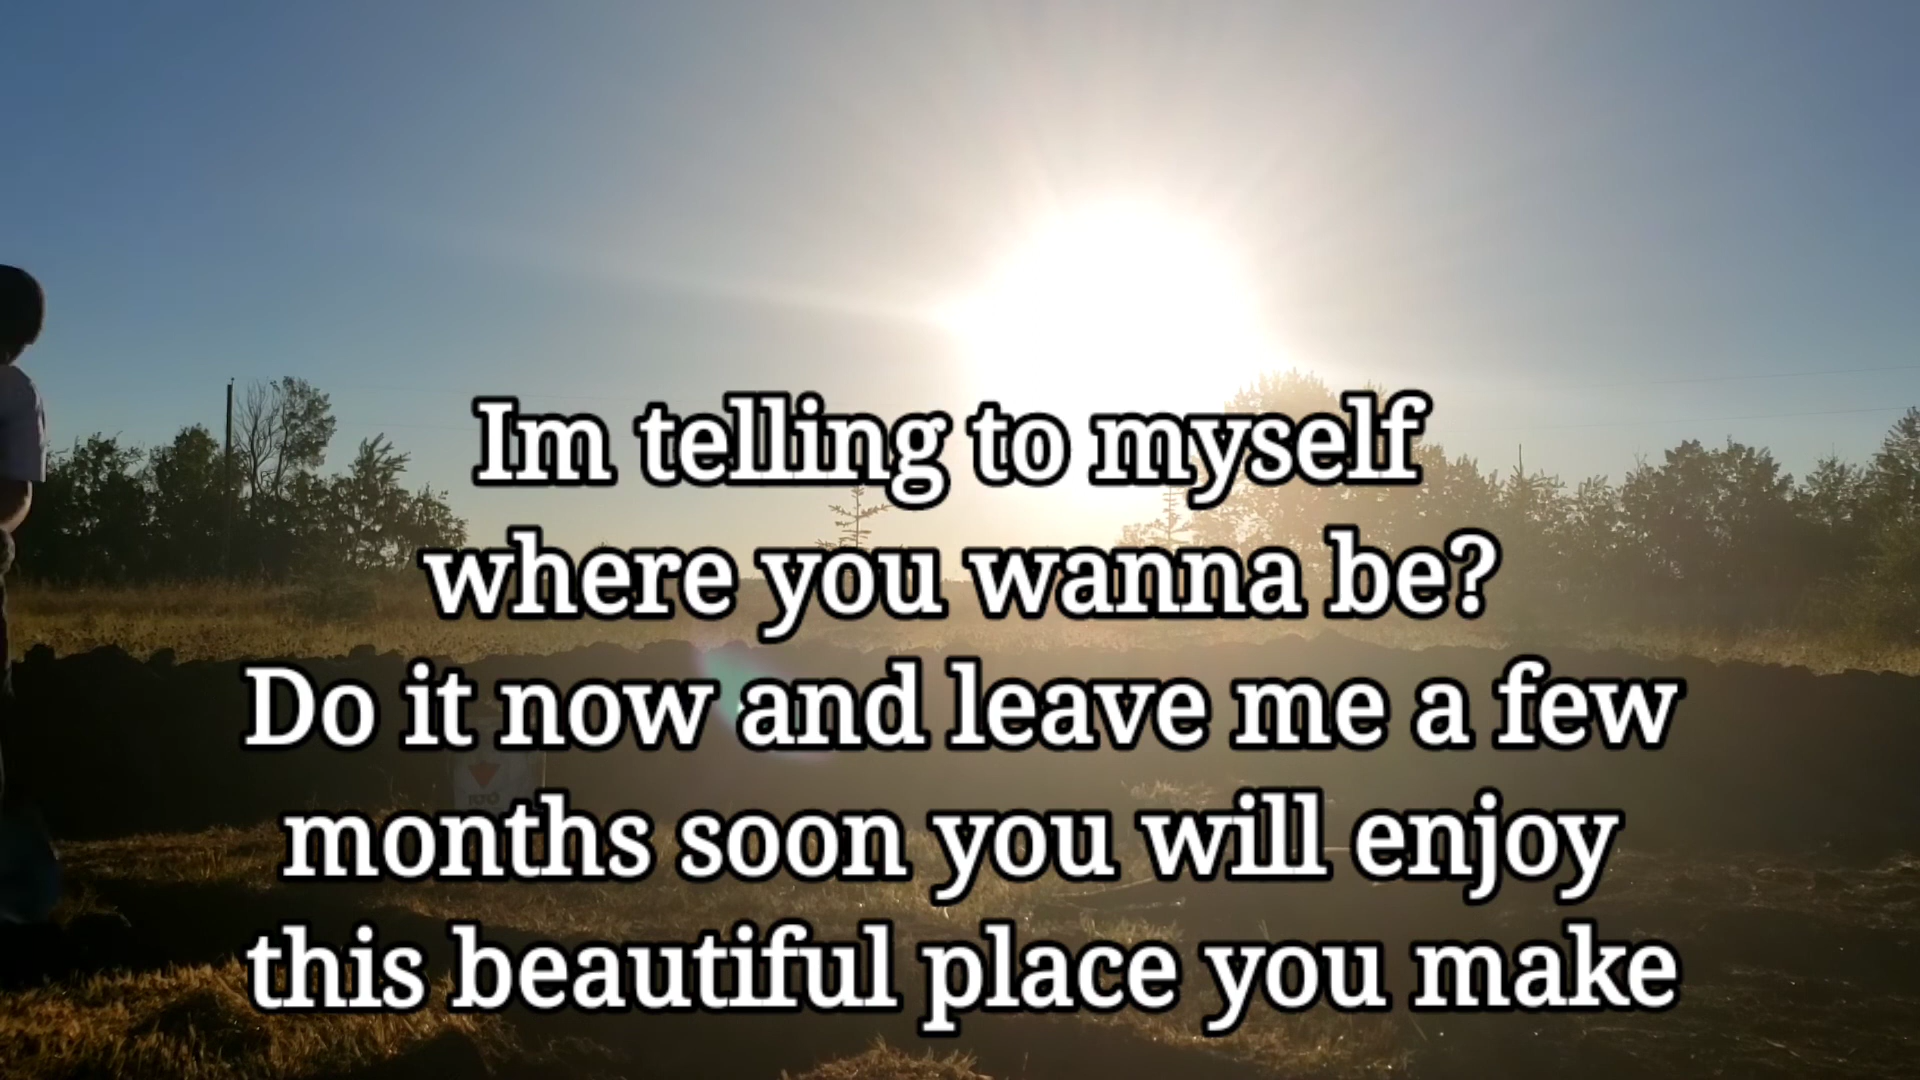 Im telling to myself
where you wanna be?
Do it now and leave me a few
months soon you will enjoy
this beautiful place you make